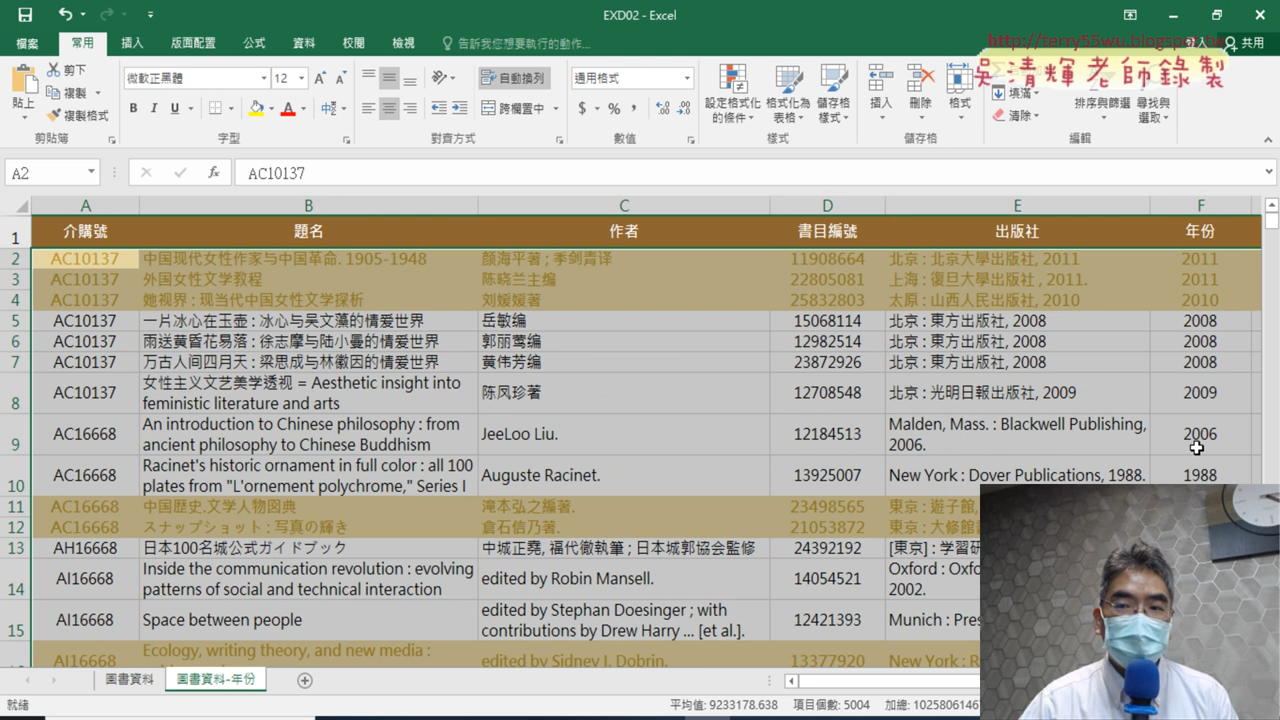 EXD02 - Excel
檔案 常用 插入 版面配置 公式 資料 校閱 檢視 告訴我您想要執行的動作... 共用
http://terry55wu.blogspot.tw
吳清輝老師錄製
貼上 剪下 複製 複製格式 剪貼簿
微軟正黑體 12 B I U 字型
自動換列 跨欄置中 對齊方式
通用格式 $ % 數值
設定格式化的條件 格式化為表格 儲存格樣式 樣式
插入 刪除 格式 儲存格
填滿 清除 排序與篩選 尋找與選取 編輯
A2 fx AC10137
A B C D E F
1 介購號 題名 作者 書目編號 出版社 年份
2 AC10137 中国现代女性作家与中国革命. 1905-1948 颜海平著 ; 季剑青译 11908664 北京 : 北京大學出版社, 2011 2011
3 AC10137 外国女性文学教程 陈晓兰主编 22805081 上海 : 復旦大學出版社 , 2011. 2011
4 AC10137 她视界 : 现当代中国女性文学探析 刘媛媛著 25832803 太原 : 山西人民出版社, 2010 2010
5 AC10137 一片冰心在玉壶 : 冰心与吴文藻的情爱世界 岳敏编 15068114 北京 : 東方出版社, 2008 2008
6 AC10137 雨送黄昏花易落 : 徐志摩与陆小曼的情爱世界 郭丽莺编 12982514 北京 : 東方出版社, 2008 2008
7 AC10137 万古人间四月天 : 梁思成与林徽因的情爱世界 黄伟芳编 23872926 北京 : 東方出版社, 2008 2008
8 AC10137 女性主义文艺美学透视 = Aesthetic insight into feministic literature and arts 陈凤珍著 12708548 北京 : 光明日報出版社, 2009 2009
9 AC16668 An introduction to Chinese philosophy : from ancient philosophy to Chinese Buddhism JeeLoo Liu. 12184513 Malden, Mass. : Blackwell Publishing, 2006. 2006
10 AC16668 Racinet's historic ornament in full color : all 100 plates from "L'ornement polychrome," Series I Auguste Racinet. 13925007 New York : Dover Publications, 1988. 1988
11 AC16668 中国歴史.文学人物図典 滝本弘之編著. 23498565 東京 : 遊子館,
12 AC16668 スナップショット : 写真の輝き 倉石信乃著. 21053872 東京 : 大修館
13 AH16668 日本100名城公式ガイドブック 中城正堯, 福代徹執筆 ; 日本城郭協会監修 24392192 [東京] : 学習研
14 AI16668 Inside the communication revolution : evolving patterns of social and technical interaction edited by Robin Mansell. 14054521 Oxford : Oxfo 2002.
15 AI16668 Space between people edited by Stephan Doesinger ; with contributions by Drew Harry ... [et al.]. 12421393 Munich : Pres
AI16668 Ecology, writing theory, and new media : edited by Sidney I. Dobrin. 13377920 New York : R
圖書資料 圖書資料-年份
就緒 平均值: 9233178.638 項目個數: 5004 加總: 1025806146